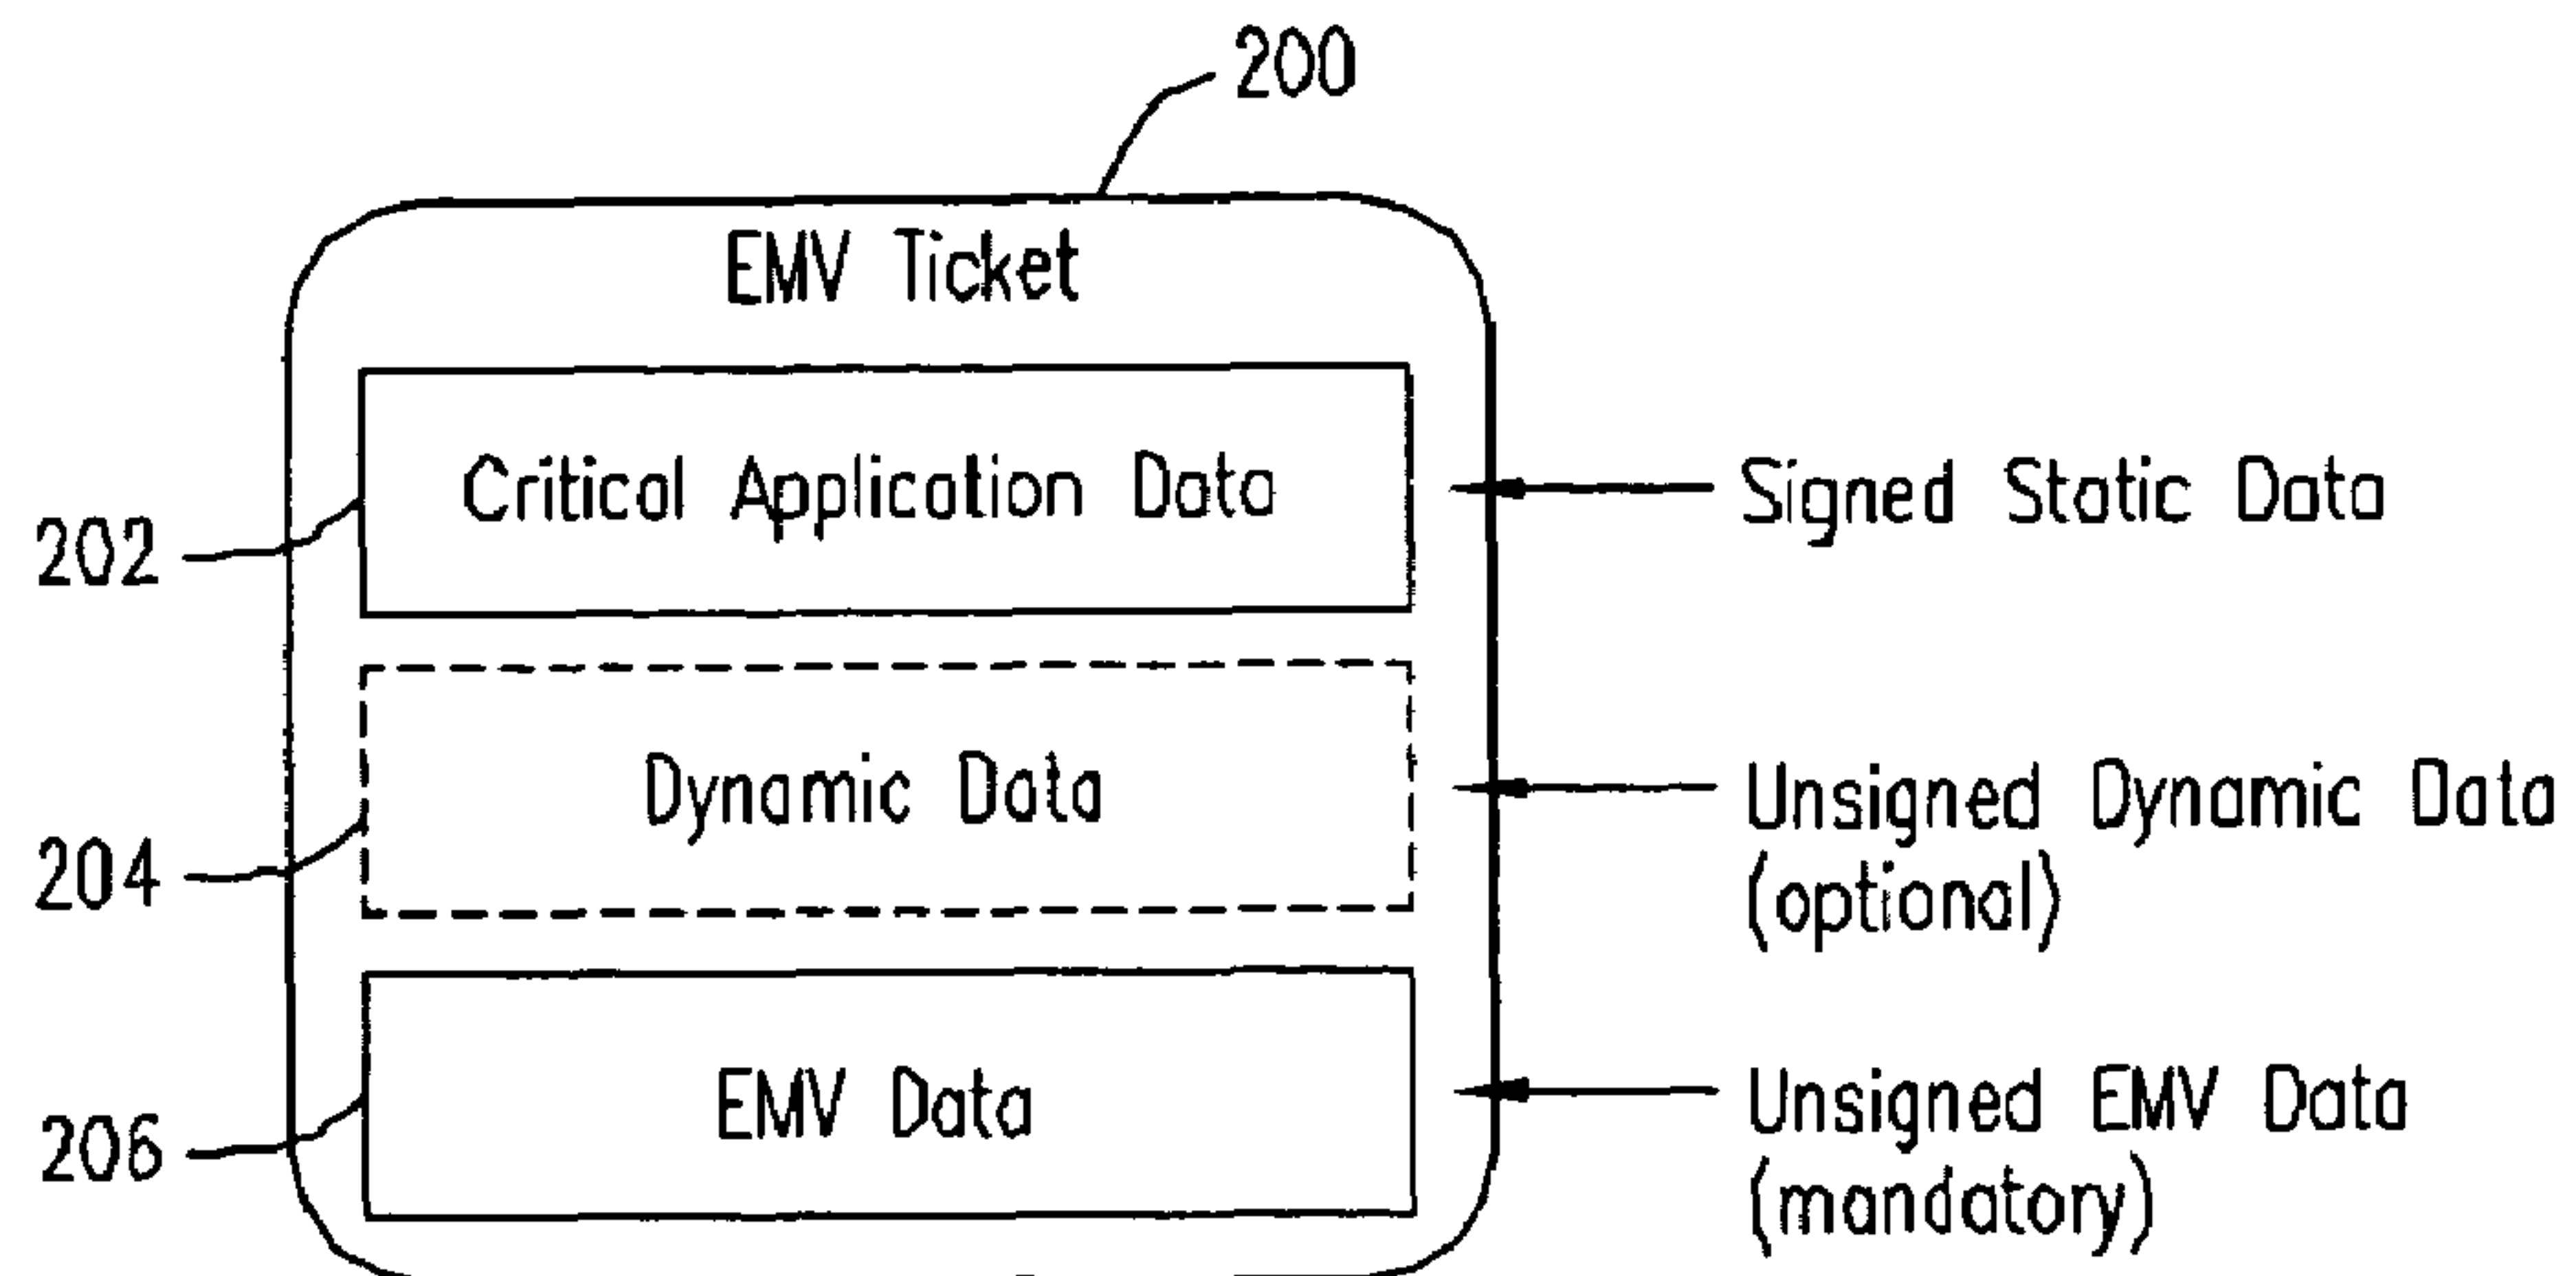 200
EMV Ticket
Critical Application Data
Signed Static Data
202
Dynamic Data
Unsigned Dynamic Data
(optional)
204
EMV Data
Unsigned EMV Data
(mandatory)
206